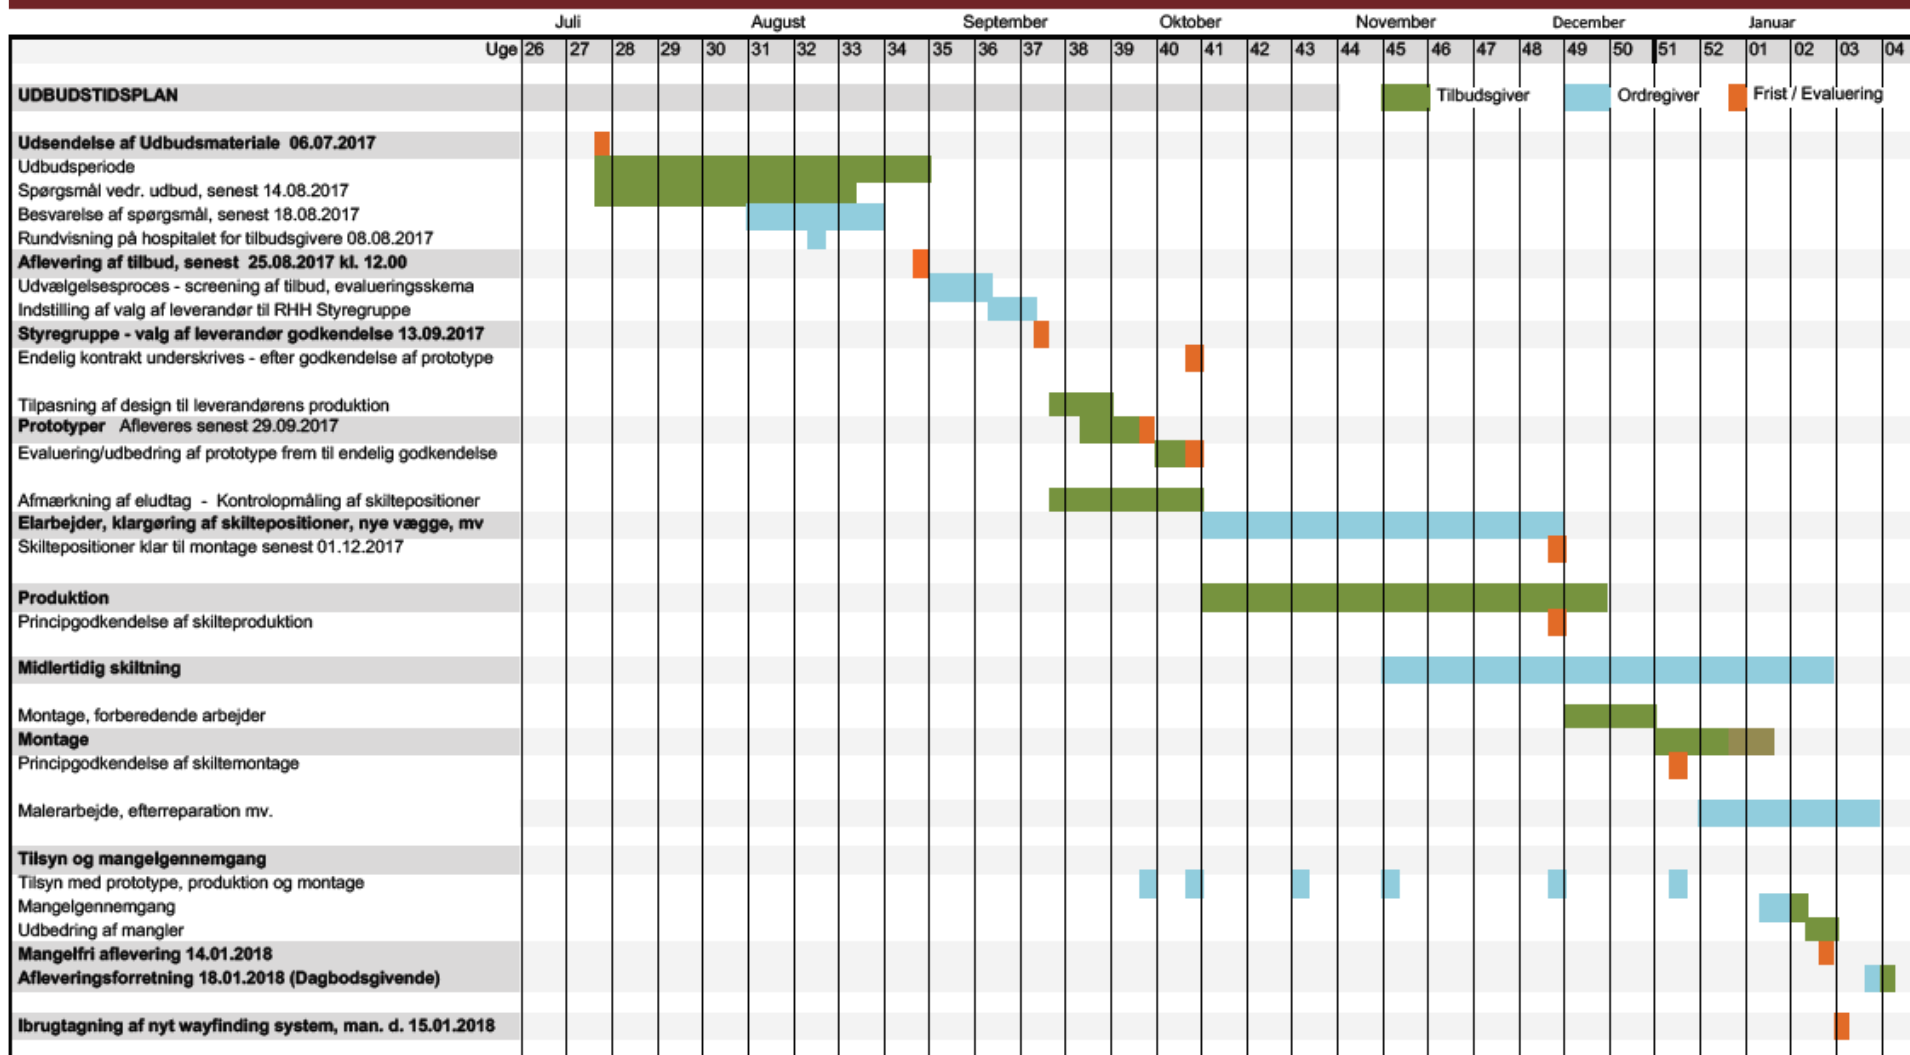 Juli August September Oktober November December Januar
Uge 26 27 28 29 30 31 32 33 34 35 36 37 38 39 40 41 42 43 44 45 46 47 48 49 50 51 52 01 02 03 04
UDBUDSTIDSPLAN Tilbudsgiver Ordregiver Frist / Evaluering
Udsendelse af Udbudsmateriale 06.07.2017
Udbudsperiode
Spørgsmål vedr. udbud, senest 14.08.2017
Besvarelse af spørgsmål, senest 18.08.2017
Rundvisning på hospitalet for tilbudsgivere 08.08.2017
Aflevering af tilbud, senest 25.08.2017 kl. 12.00
Udvælgelsesproces - screening af tilbud, evalueringsskema
Indstilling af valg af leverandør til RHH Styregruppe
Styregruppe - valg af leverandør godkendelse 13.09.2017
Endelig kontrakt underskrives - efter godkendelse af prototype
Tilpasning af design til leverandørens produktion
Prototyper Afleveres senest 29.09.2017
Evaluering/udbedring af prototype frem til endelig godkendelse
Afmærkning af eludtag - Kontrolopmåling af skiltepositioner
Elarbejder, klargøring af skiltepositioner, nye vægge, mv
Skiltepositioner klar til montage senest 01.12.2017
Produktion
Principgodkendelse af skilteproduktion
Midlertidig skiltning
Montage, forberedende arbejder
Montage
Principgodkendelse af skiltemontage
Malerarbejde, efterreparation mv.
Tilsyn og mangelgennemgang
Tilsyn med prototype, produktion og montage
Mangelgennemgang
Udbedring af mangler
Mangelfri aflevering 14.01.2018
Afleveringsforretning 18.01.2018 (Dagbodsgivende)
Ibrugtagning af nyt wayfinding system, man. d. 15.01.2018